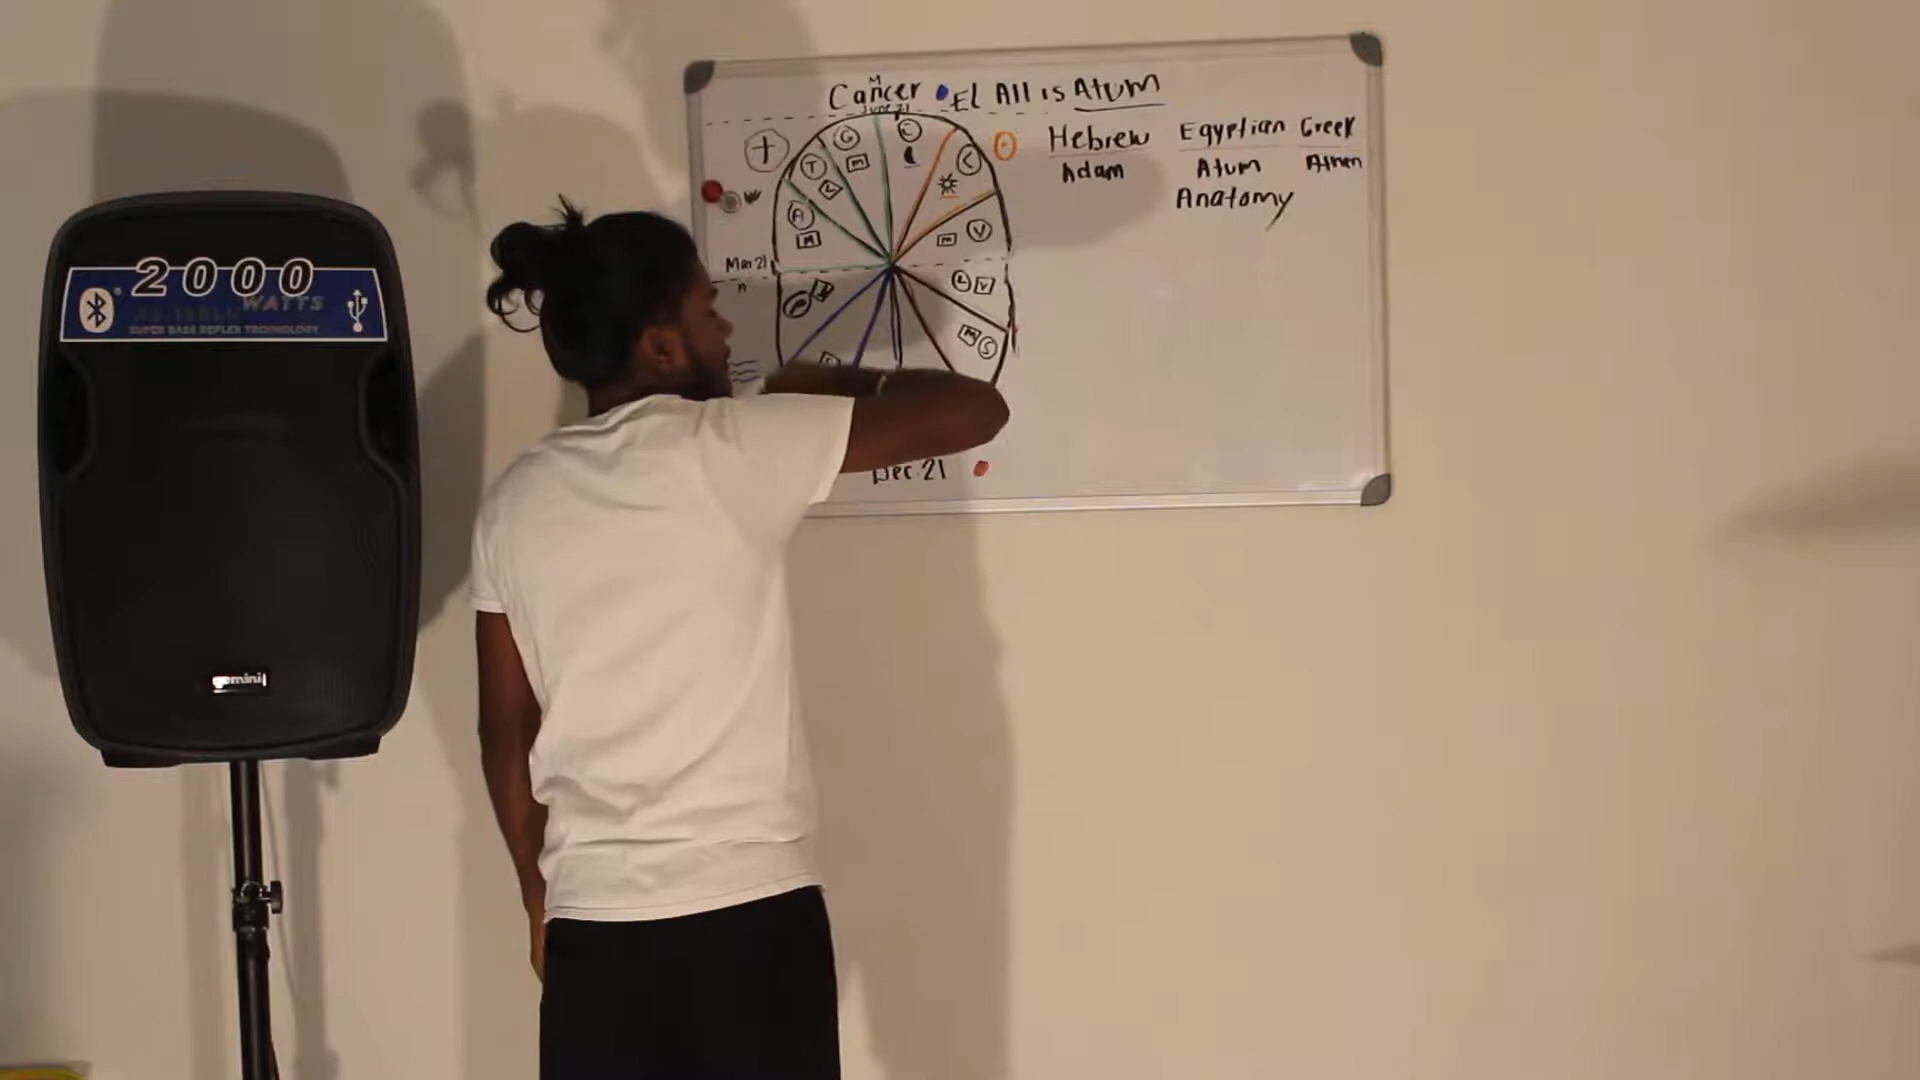 M
Cancer El All is Atum
June 21
Hebrew Egyptian Greek
Adam Atum Athen
Anatomy
G
T
M
C
A
M
M V
Mar 21
L V
M S
Dec. 21
2000
WATTS
SUPER BASS REFLEX TECHNOLOGY
gemini